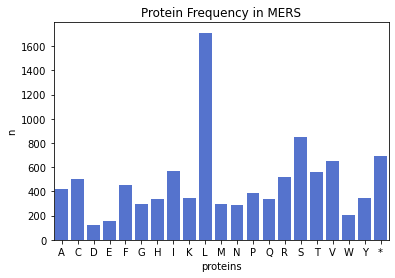 Protein Frequency in MERS
1600
1400
1200
1000
800
600
400
200
0
n
A C D E F G H I K L M N P Q R S T V W Y *
proteins